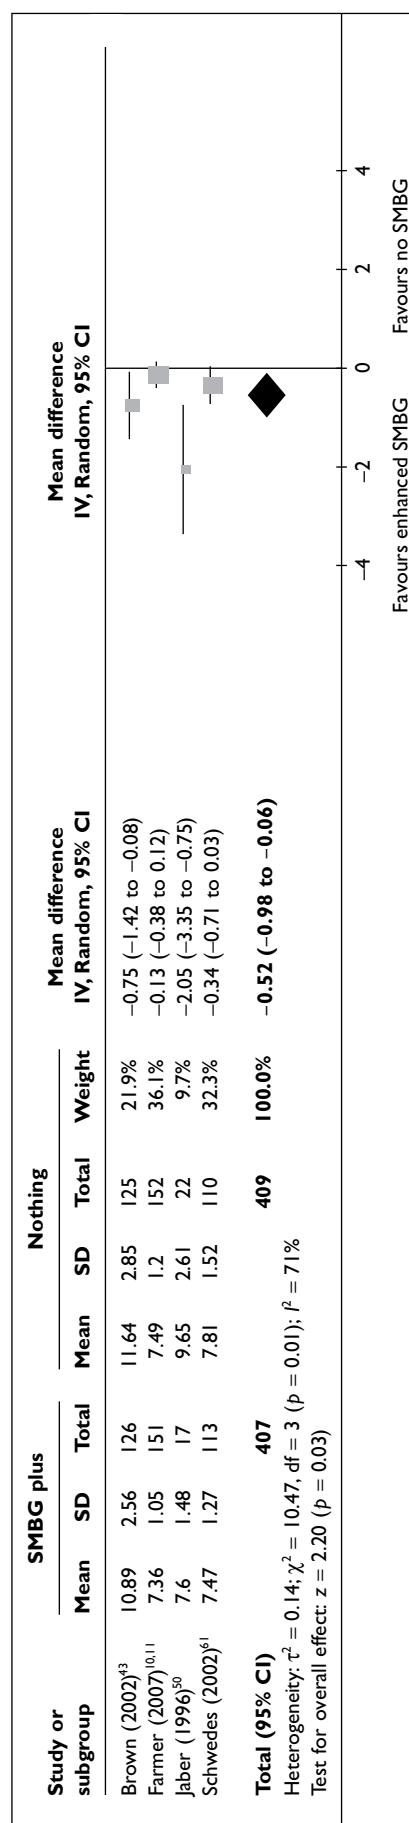 SMBG plus Nothing Mean difference Mean difference
Study or subgroup Mean SD Total Mean SD Total Weight IV, Random, 95% CI IV, Random, 95% CI
Brown (2002)43 10.89 2.56 126 11.64 2.85 125 21.9% −0.75 (−1.42 to −0.08)
Farmer (2007)10,11 7.36 1.05 151 7.49 1.2 152 36.1% −0.13 (−0.38 to 0.12)
Jaber (1996)50 7.6 1.48 17 9.65 2.61 22 9.7% −2.05 (−3.35 to −0.75)
Schwedes (2002)61 7.47 1.27 113 7.81 1.52 110 32.3% −0.34 (−0.71 to 0.03)
Total (95% CI) 407 409 100.0% −0.52 (−0.98 to −0.06)
Heterogeneity: τ2 = 0.14; χ2 = 10.47, df = 3 (p = 0.01); I2 = 71%
Test for overall effect: z = 2.20 (p = 0.03)
−4 −2 0 2 4
Favours enhanced SMBG Favours no SMBG